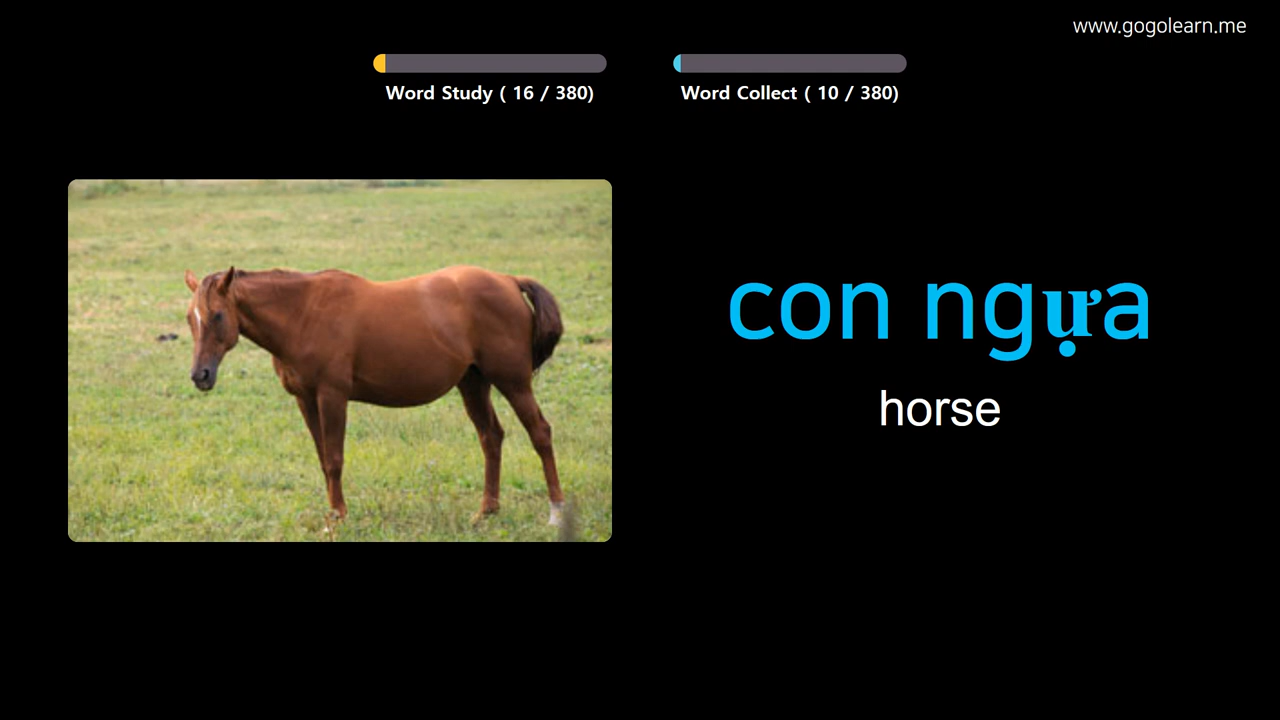 www.gogolearn.me
Word Study ( 16 / 380)
Word Collect ( 10 / 380)
con ngựa
horse